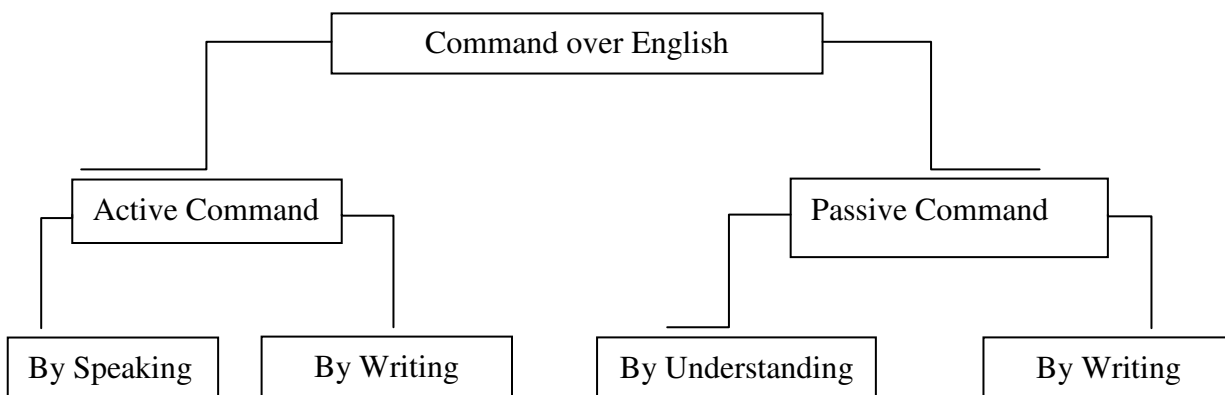 Command over English
Active Command
Passive Command
By Speaking
By Writing
By Understanding
By Writing